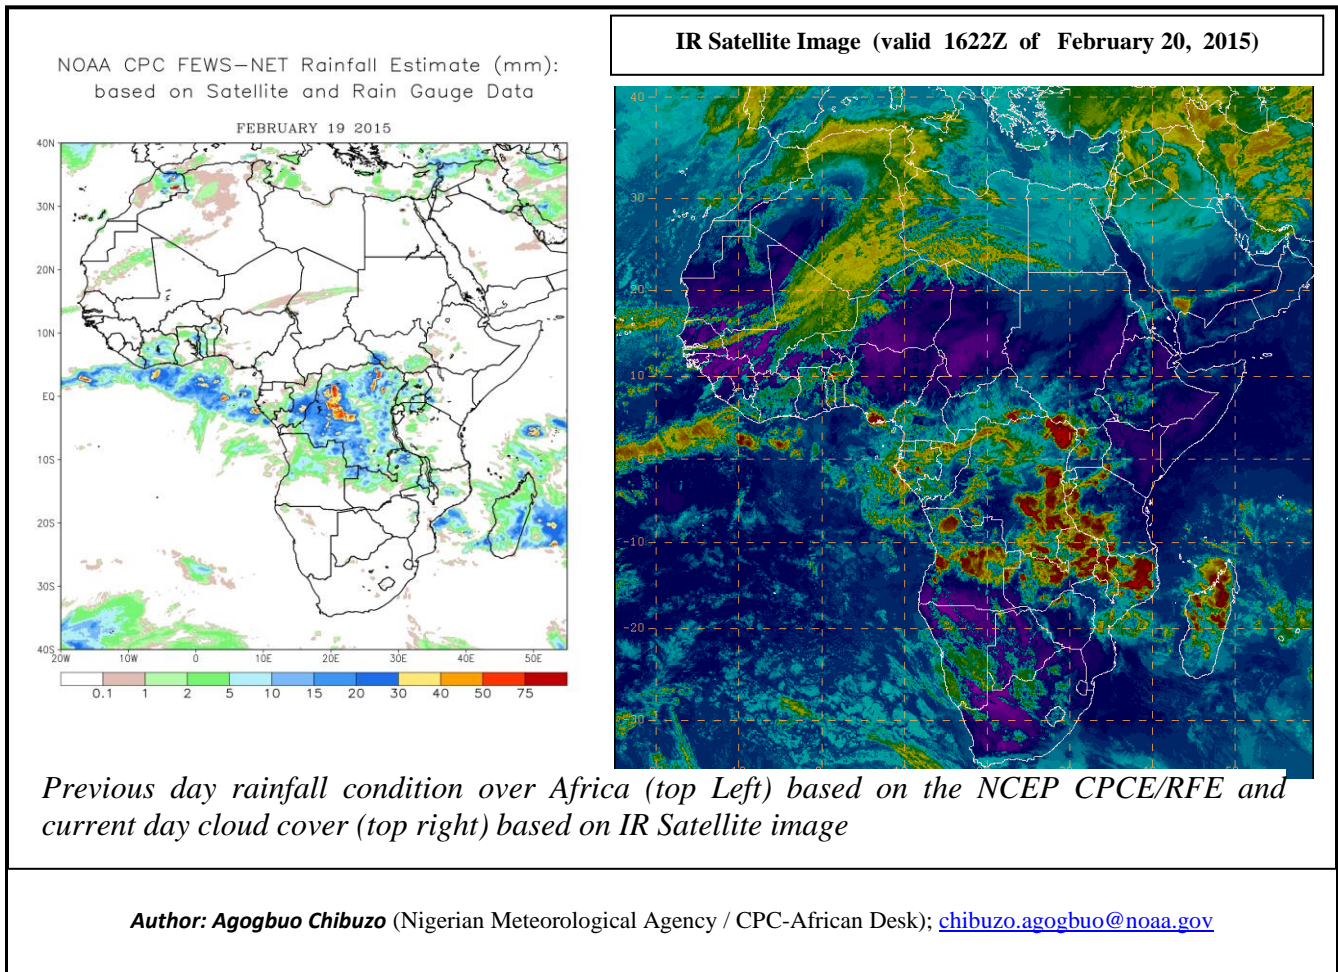 NOAA CPC FEWS-NET Rainfall Estimate (mm):
based on Satellite and Rain Gauge Data
FEBRUARY 19 2015
40N
30N
20N
10N
EQ
10S
20S
30S
40S
20W 10W 0 10E 20E 30E 40E 50E
0.1 1 2 5 10 15 20 30 40 50 75
IR Satellite Image (valid 1622Z of February 20, 2015)
40
30
20
10
0
-10
-20
-30
Previous day rainfall condition over Africa (top Left) based on the NCEP CPCE/RFE and
current day cloud cover (top right) based on IR Satellite image
Author: Agogbuo Chibuzo (Nigerian Meteorological Agency / CPC-African Desk); chibuzo.agogbuo@noaa.gov